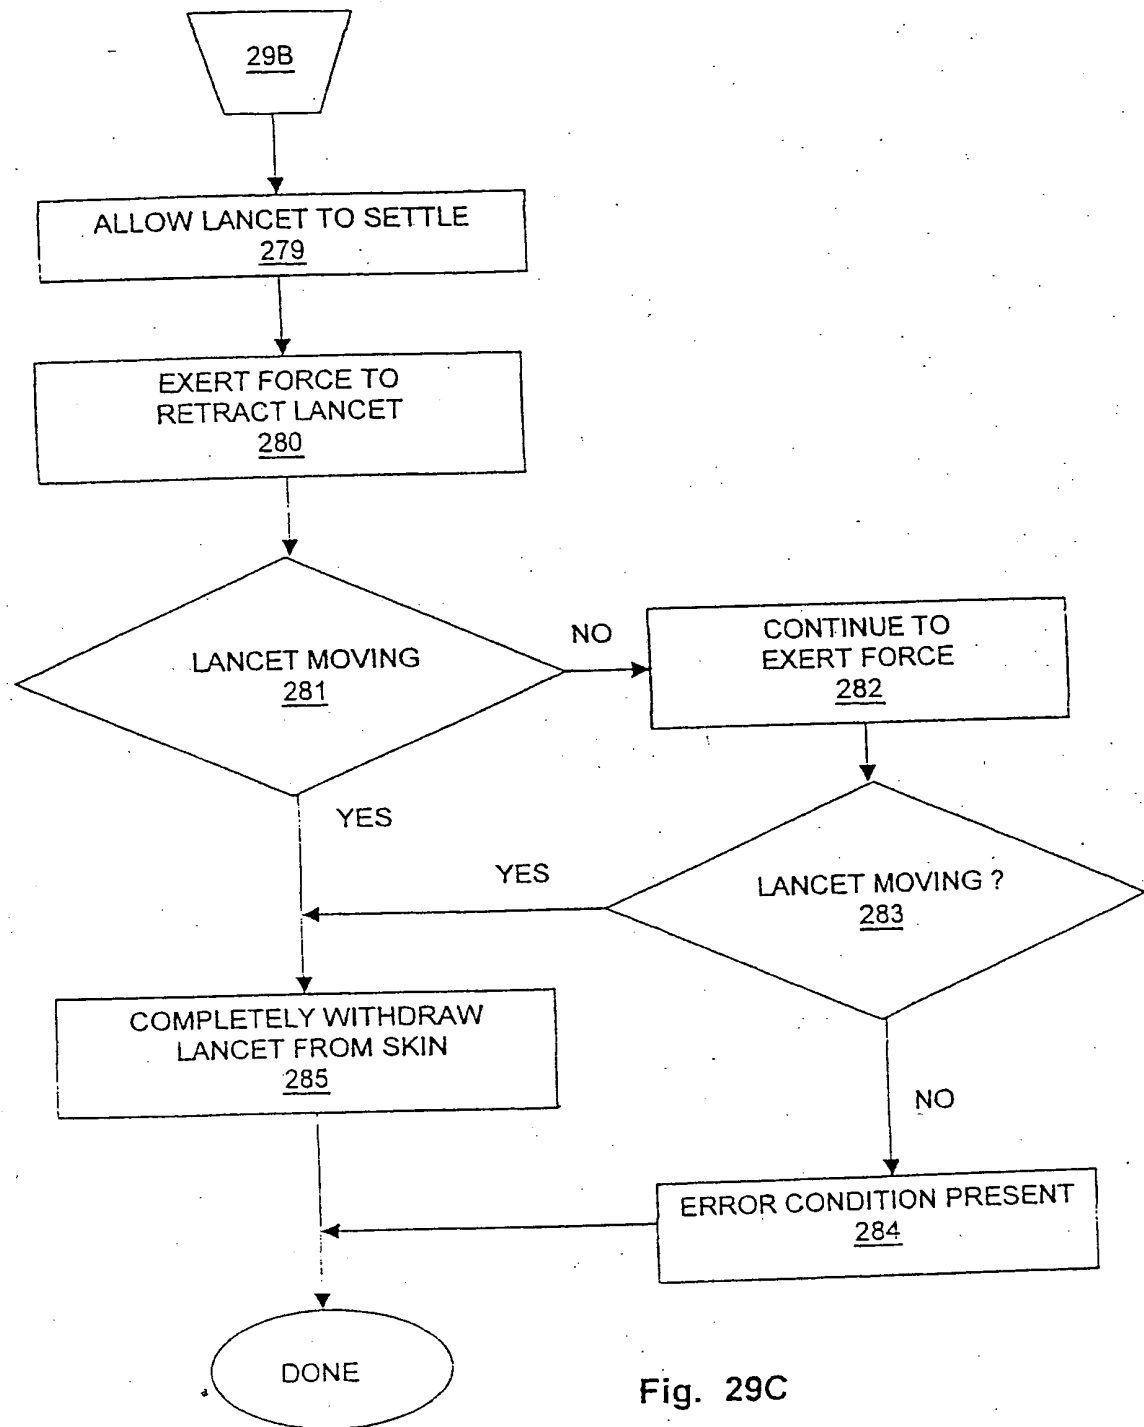 29B
ALLOW LANCET TO SETTLE
279
EXERT FORCE TO
RETRACT LANCET
280
LANCET MOVING
281
NO
CONTINUE TO
EXERT FORCE
282
YES
LANCET MOVING ?
283
YES
COMPLETELY WITHDRAW
LANCET FROM SKIN
285
NO
ERROR CONDITION PRESENT
284
DONE
Fig. 29C